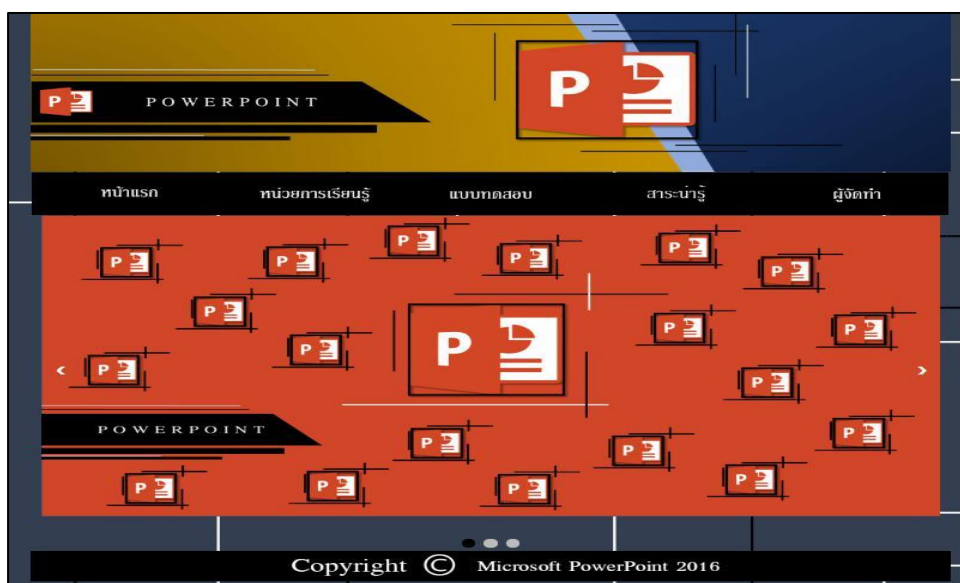 P
P POWERPOINT
หน้าแรก หน่วยการเรียนรู้ แบบทดสอบ สาระน่ารู้ ผู้จัดทำ
P P P P P P
P P P P
P P P
P P
POWERPOINT
P P P
P P P P
Copyright © Microsoft PowerPoint 2016